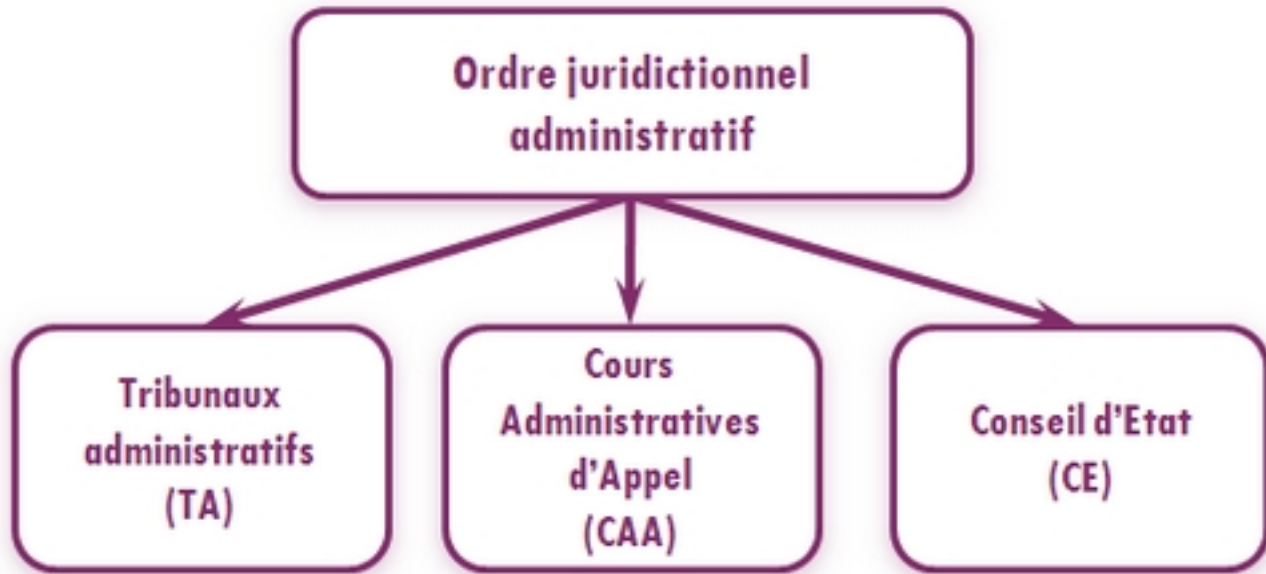 Ordre juridictionnel
administratif
Tribunaux
administratifs
(TA)
Cours
Administratives
d'Appel
(CAA)
Conseil d'Etat
(CE)